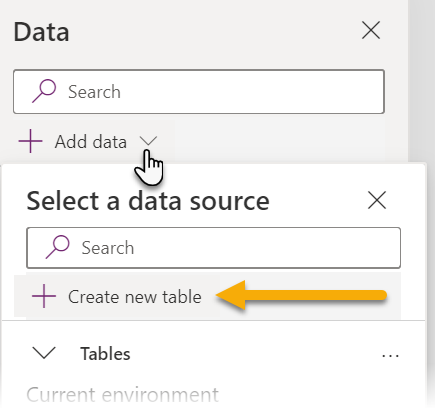 Data
Search
Add data
Select a data source
Search
Create new table
Tables
Current environment